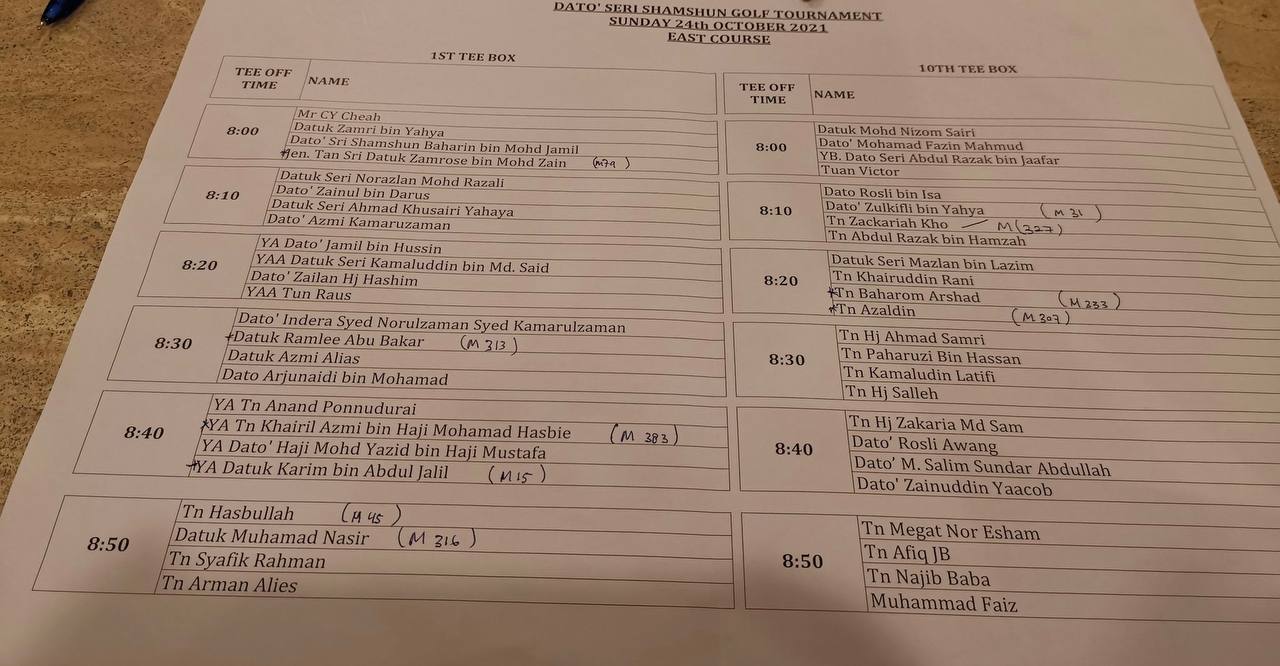 DATO' SERI SHAMSHUN GOLF TOURNAMENT
SUNDAY 24th OCTOBER 2021
EAST COURSE
1ST TEE BOX
TEE OFF TIME NAME
8:00
Mr CY Cheah
Datuk Zamri bin Yahya
Dato' Sri Shamshun Baharin bin Mohd Jamil
Jen. Tan Sri Datuk Zamrose bin Mohd Zain (M79)
8:10
Datuk Seri Norazlan Mohd Razali
Dato' Zainul bin Darus
Datuk Seri Ahmad Khusairi Yahaya
Dato' Azmi Kamaruzaman
8:20
YA Dato' Jamil bin Hussin
YAA Datuk Seri Kamaluddin bin Md. Said
Dato' Zailan Hj Hashim
YAA Tun Raus
8:30
Dato' Indera Syed Norulzaman Syed Kamarulzaman
Datuk Ramlee Abu Bakar (M 313)
Datuk Azmi Alias
Dato Arjunaidi bin Mohamad
8:40
YA Tn Anand Ponnudurai
YA Tn Khairil Azmi bin Haji Mohamad Hasbie (M 383)
YA Dato' Haji Mohd Yazid bin Haji Mustafa
YA Datuk Karim bin Abdul Jalil (M15)
8:50
Tn Hasbullah (M 45)
Datuk Muhamad Nasir (M 316)
Tn Syafik Rahman
Tn Arman Alies
10TH TEE BOX
TEE OFF TIME NAME
8:00
Datuk Mohd Nizom Sairi
Dato' Mohamad Fazin Mahmud
YB. Dato Seri Abdul Razak bin Jaafar
Tuan Victor
8:10
Dato Rosli bin Isa
Dato' Zulkifli bin Yahya (M 31)
Tn Zackariah Kho — M(327)
Tn Abdul Razak bin Hamzah
8:20
Datuk Seri Mazlan bin Lazim
Tn Khairuddin Rani
Tn Baharom Arshad (M 233)
Tn Azaldin (M 307)
8:30
Tn Hj Ahmad Samri
Tn Paharuzi Bin Hassan
Tn Kamaludin Latifi
Tn Hj Salleh
8:40
Tn Hj Zakaria Md Sam
Dato' Rosli Awang
Dato' M. Salim Sundar Abdullah
Dato' Zainuddin Yaacob
8:50
Tn Megat Nor Esham
Tn Afiq JB
Tn Najib Baba
Muhammad Faiz